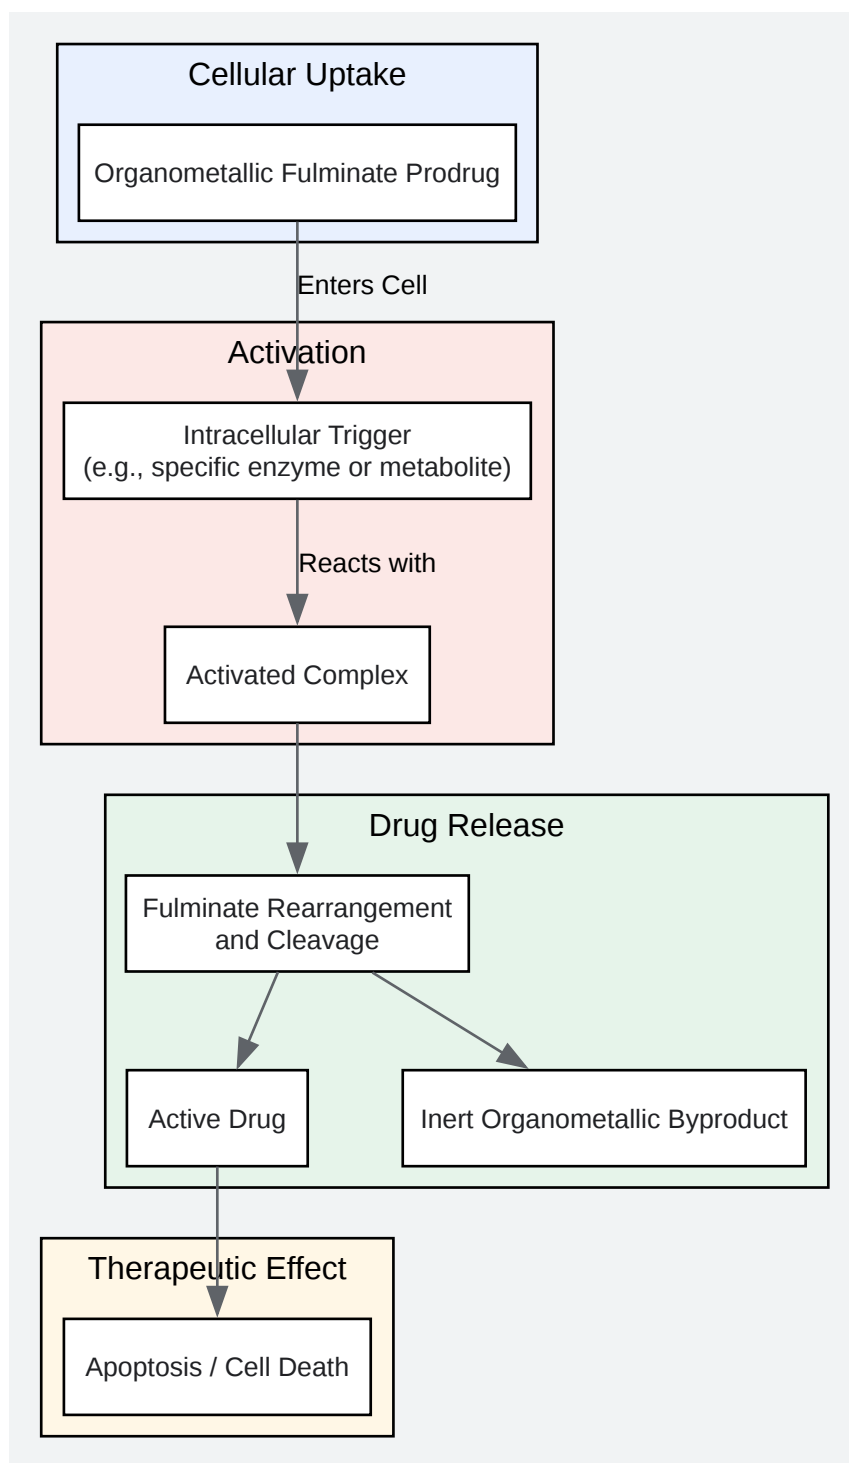 Cellular Uptake
Organometallic Fulminate Prodrug
Enters Cell
Activation
Intracellular Trigger
(e.g., specific enzyme or metabolite)
Reacts with
Activated Complex
Drug Release
Fulminate Rearrangement
and Cleavage
Active Drug
Inert Organometallic Byproduct
Therapeutic Effect
Apoptosis / Cell Death